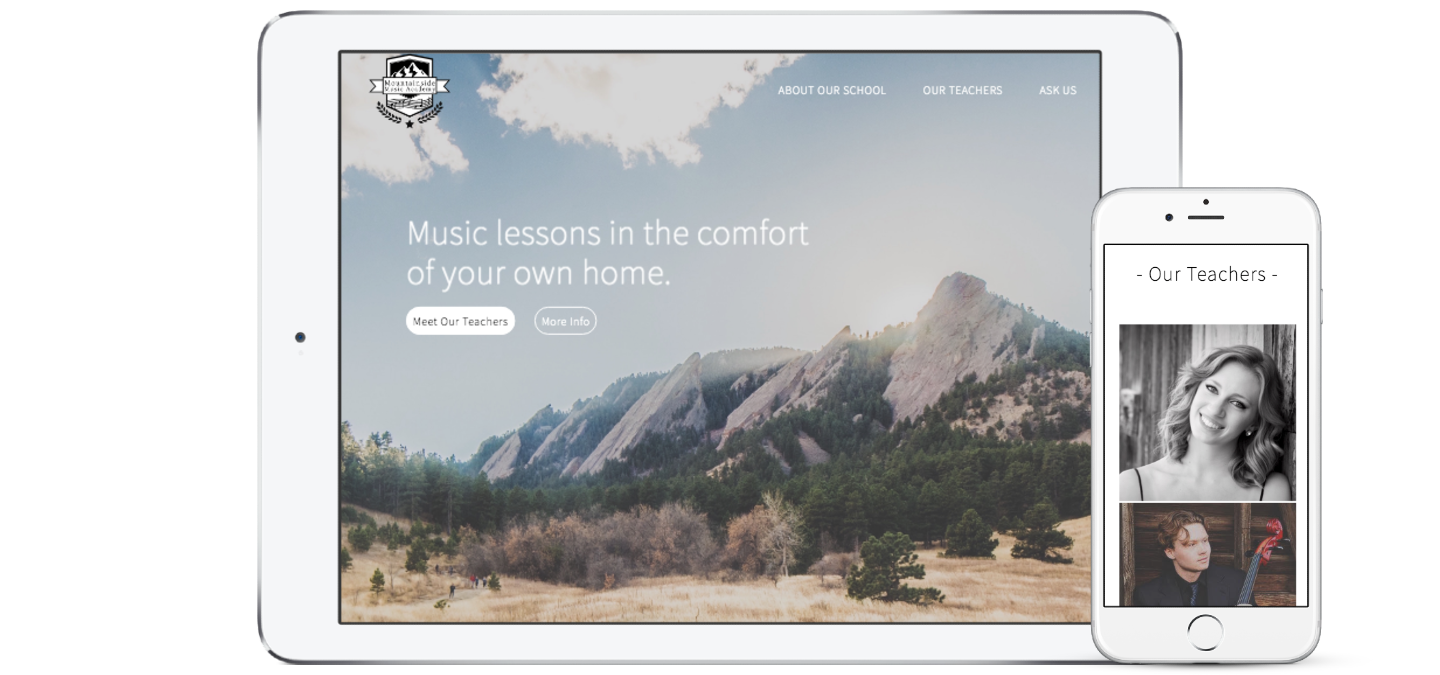 Mountainside
Music Academy
ABOUT OUR SCHOOL OUR TEACHERS ASK US
Music lessons in the comfort
of your own home.
Meet Our Teachers More Info
- Our Teachers -